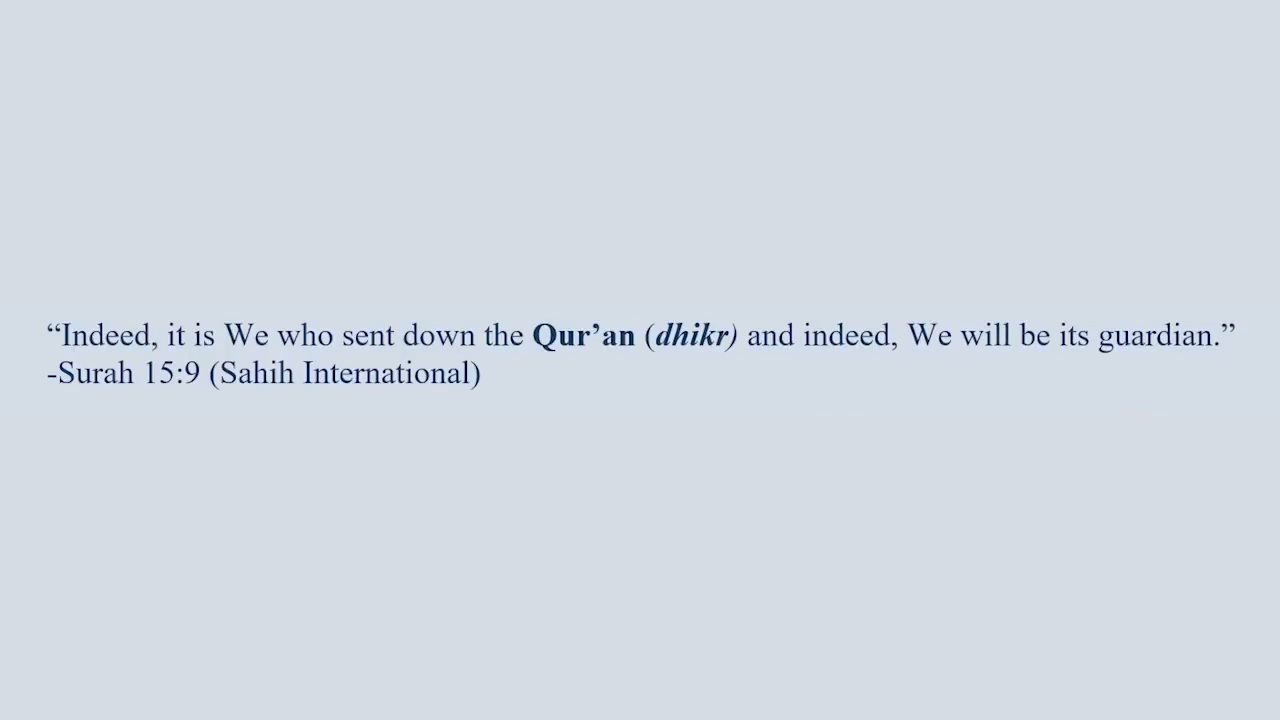 “Indeed, it is We who sent down the Qur’an (dhikr) and indeed, We will be its guardian.”
-Surah 15:9 (Sahih International)